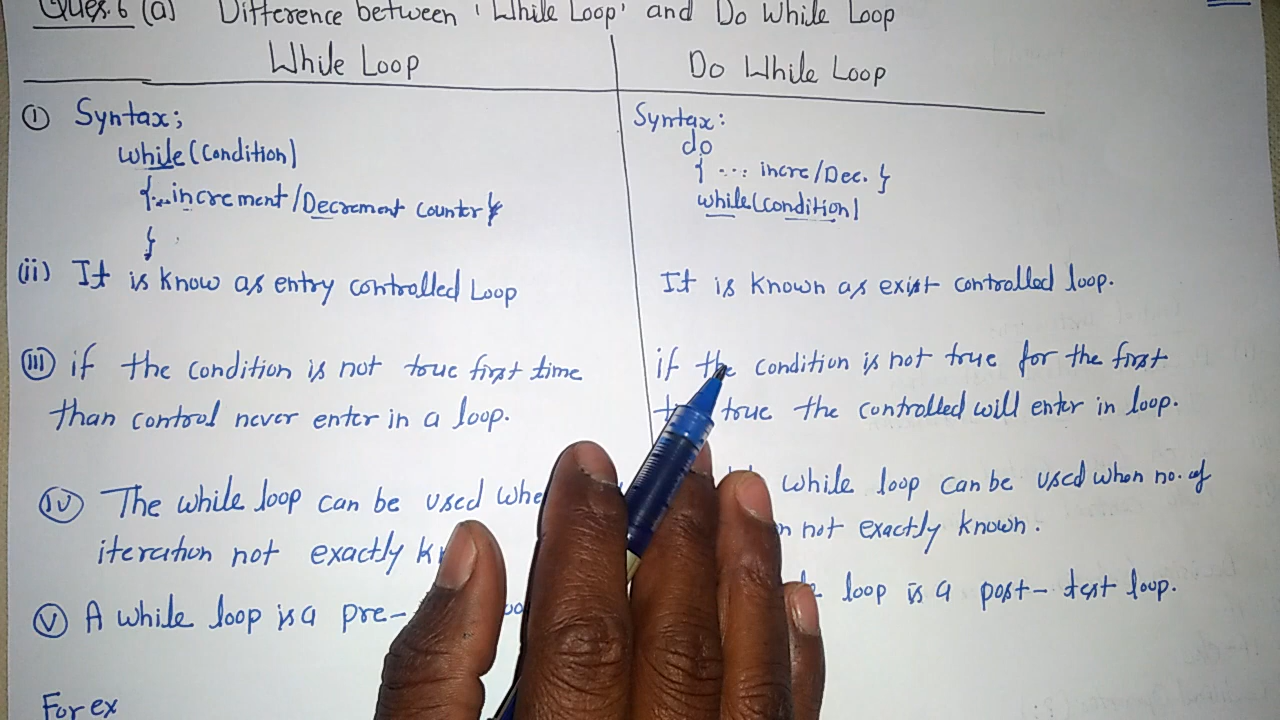 Ques.6 (a) Difference between 'While Loop' and Do While Loop
While Loop
Do While Loop
(i) Syntax;
while(Condition)
{...increment/Decrement counter }
}
Syntax:
do
{ ... incre/Dec. }
while(condition)
(ii) It is know as entry controlled Loop
It is known as exist controlled loop.
(iii) if the condition is not true first time
than control never enter in a loop.
if the condition is not true for the first
true the controlled will enter in loop.
(iv) The while loop can be used
iteration not exactly
while loop can be used when no. of
not exactly known.
(v) A while loop is a pre-
loop is a post-test loop.
For ex